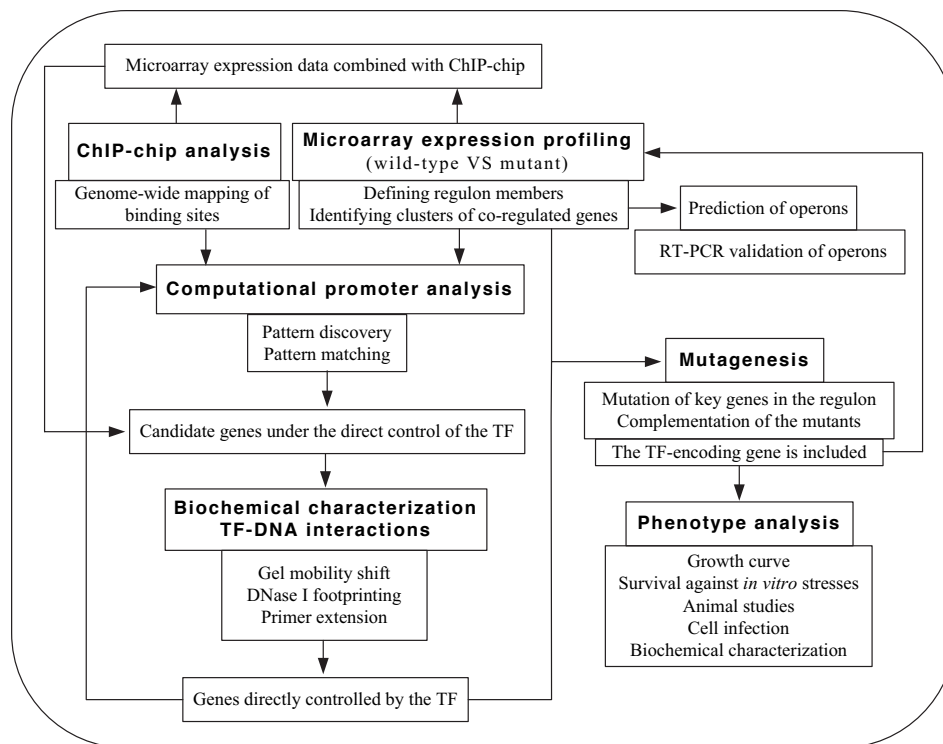 Microarray expression data combined with ChIP-chip
ChIP-chip analysis
Genome-wide mapping of
binding sites
Microarray expression profiling
(wild-type VS mutant)
Defining regulon members
Identifying clusters of co-regulated genes
Prediction of operons
RT-PCR validation of operons
Computational promoter analysis
Pattern discovery
Pattern matching
Candidate genes under the direct control of the TF
Biochemical characterization
TF-DNA interactions
Gel mobility shift
DNase I footprinting
Primer extension
Genes directly controlled by the TF
Mutagenesis
Mutation of key genes in the regulon
Complementation of the mutants
The TF-encoding gene is included
Phenotype analysis
Growth curve
Survival against in vitro stresses
Animal studies
Cell infection
Biochemical characterization